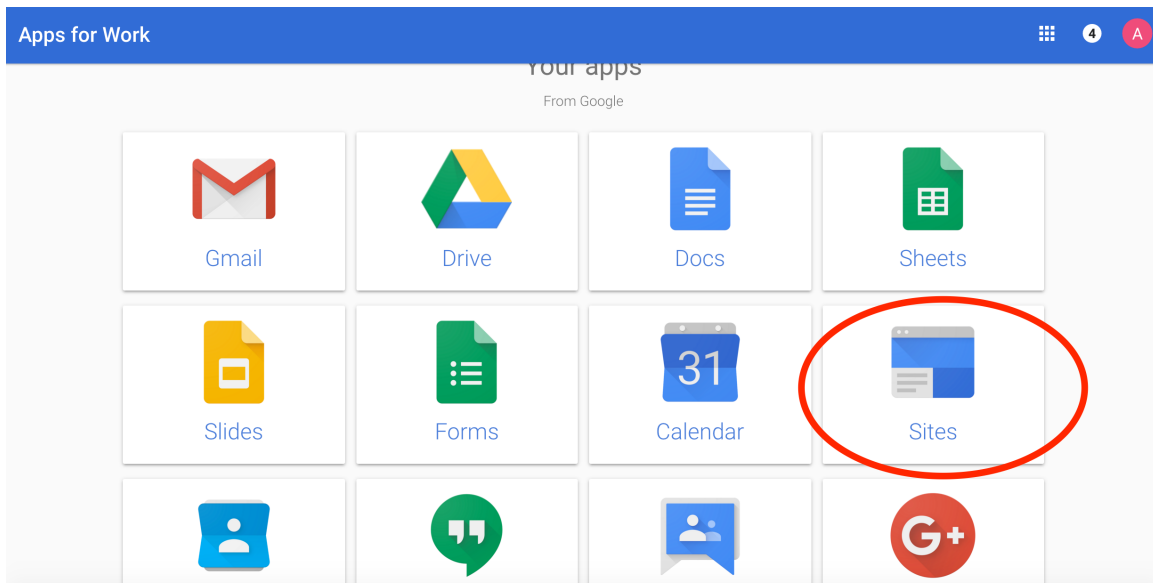 Apps for Work
4
A
Your apps
From Google
Gmail
Drive
Docs
Sheets
31
Slides
Forms
Calendar
Sites
G+